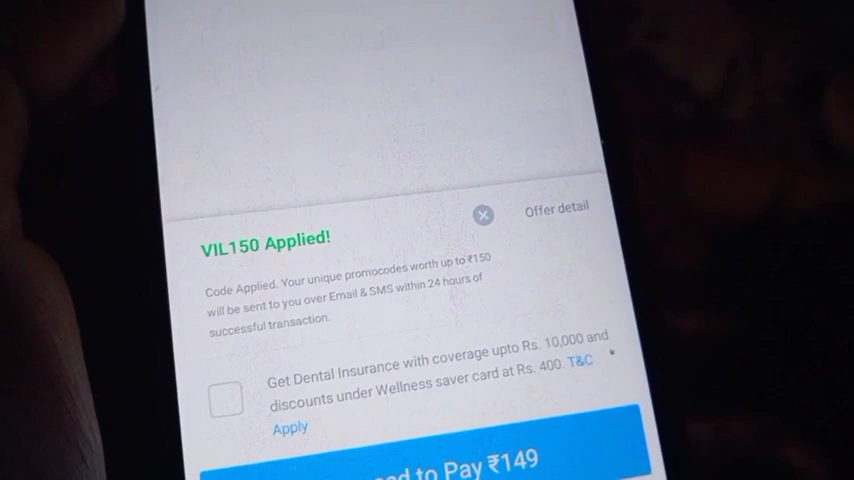 VIL150 Applied!
Offer detail
Code Applied. Your unique promocodes worth up to ₹150
will be sent to you over Email & SMS within 24 hours of
successful transaction.
Get Dental Insurance with coverage upto Rs. 10,000 and
discounts under Wellness saver card at Rs. 400. T&C
Apply
to Pay ₹149